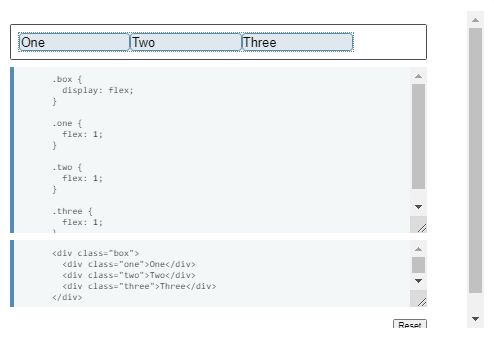 One Two Three
.box {
display: flex;
}
.one {
flex: 1;
}
.two {
flex: 1;
}
.three {
flex: 1;
}
<div class="box">
<div class="one">One</div>
<div class="two">Two</div>
<div class="three">Three</div>
</div>
Reset